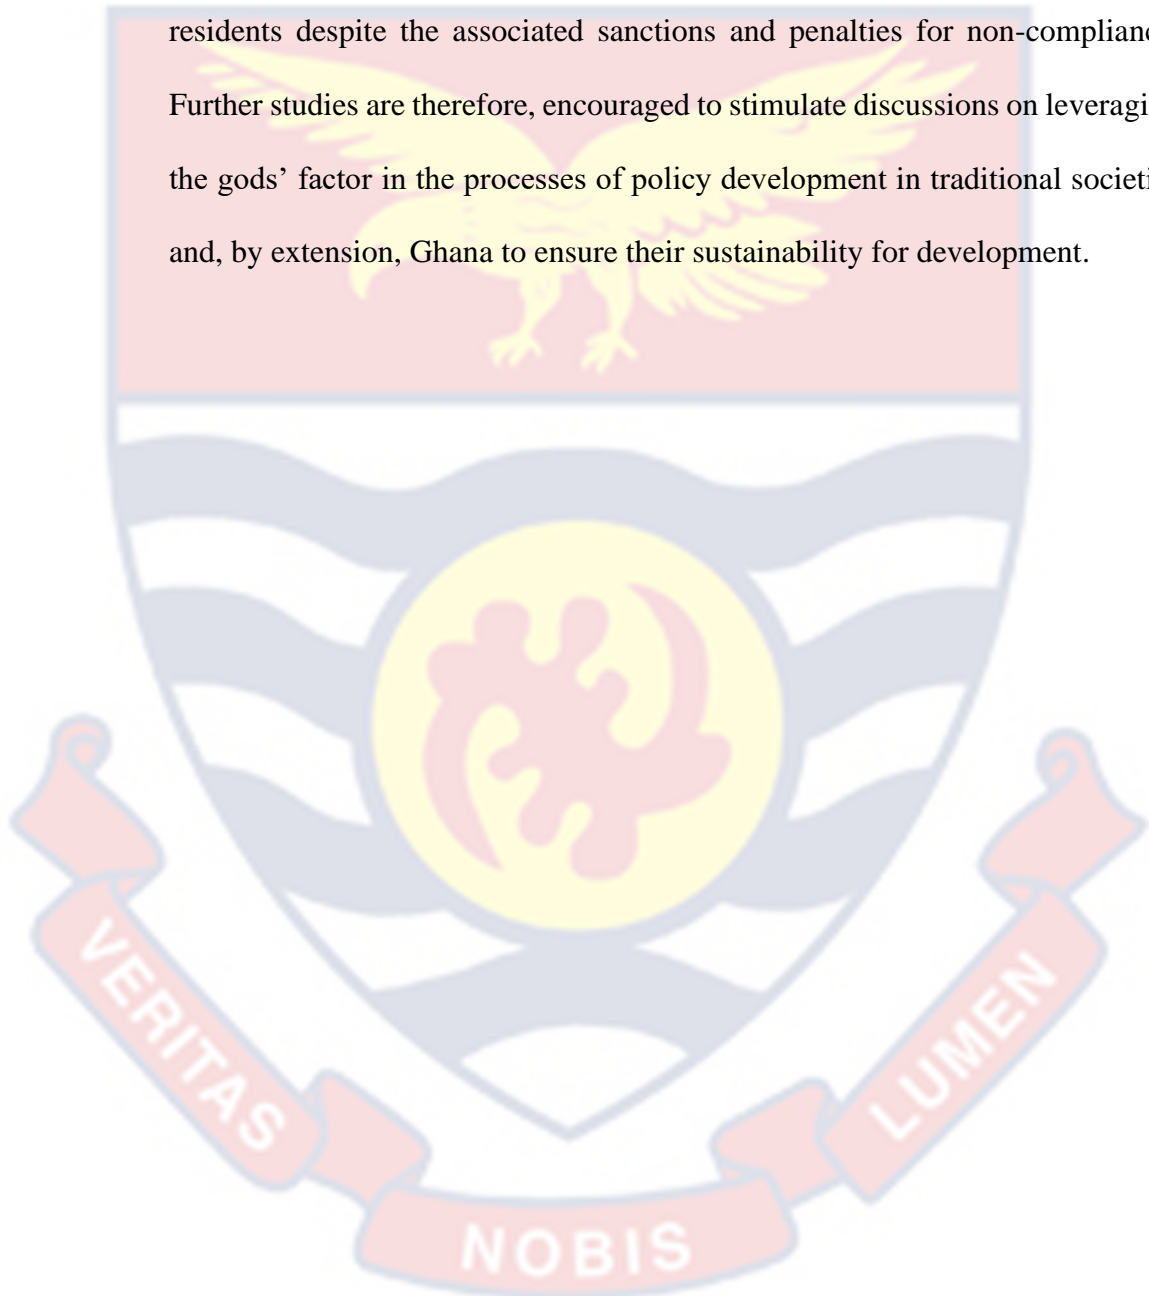 residents despite the associated sanctions and penalties for non-complianc
Further studies are therefore, encouraged to stimulate discussions on leveragi
the gods’ factor in the processes of policy development in traditional societi
and, by extension, Ghana to ensure their sustainability for development.
VERITAS
NOBIS
LUMEN